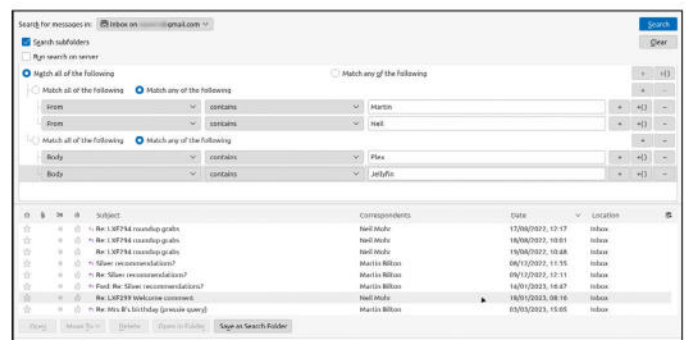 Search for messages in: Inbox on gmail.com Search
Search subfolders Clear
Run search on server
Match all of the following Match any of the following + +{} 
Match all of the following Match any of the following + -
From contains Martin + +{} -
From contains Neil + +{} -
Match all of the following Match any of the following + -
Body contains Plex + +{} -
Body contains Jellyfin + +{} -
Subject Correspondents Date Location
Re: LXF294 roundup grabs Neil Mohr 17/08/2022, 12:17 Inbox
Re: LXF294 roundup grabs Neil Mohr 18/08/2022, 10:01 Inbox
Re: LXF294 roundup grabs Neil Mohr 19/08/2022, 10:48 Inbox
Silver recommendations? Martin Bilton 08/12/2022, 11:55 Inbox
Re: Silver recommendations? Martin Bilton 09/12/2022, 12:11 Inbox
Fwd: Re: Silver recommendations? Martin Bilton 14/01/2023, 16:47 Inbox
Re: LXF299 Welcome comment Neil Mohr 18/01/2023, 08:16 Inbox
Re: Mrs B's birthday (pressie query) Martin Bilton 03/03/2023, 15:05 Inbox
Open Move To Delete Open in Folder Save as Search Folder